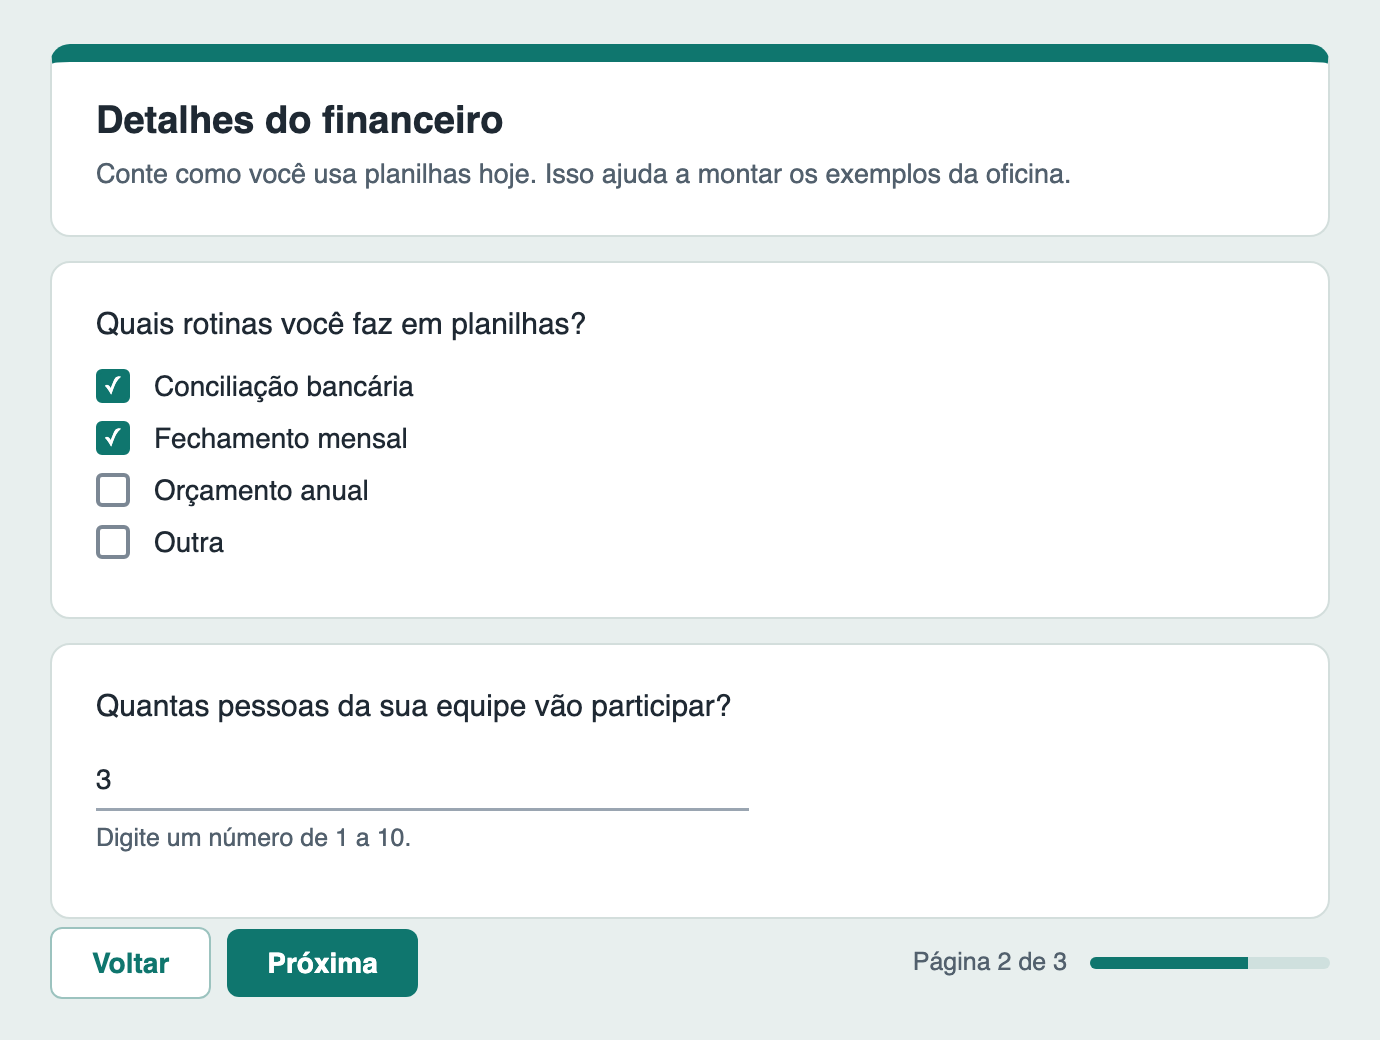 Detalhes do financeiro
Conte como você usa planilhas hoje. Isso ajuda a montar os exemplos da oficina.
Quais rotinas você faz em planilhas?
Conciliação bancária
Fechamento mensal
Orçamento anual
Outra
Quantas pessoas da sua equipe vão participar?
3
Digite um número de 1 a 10.
Voltar
Próxima
Página 2 de 3